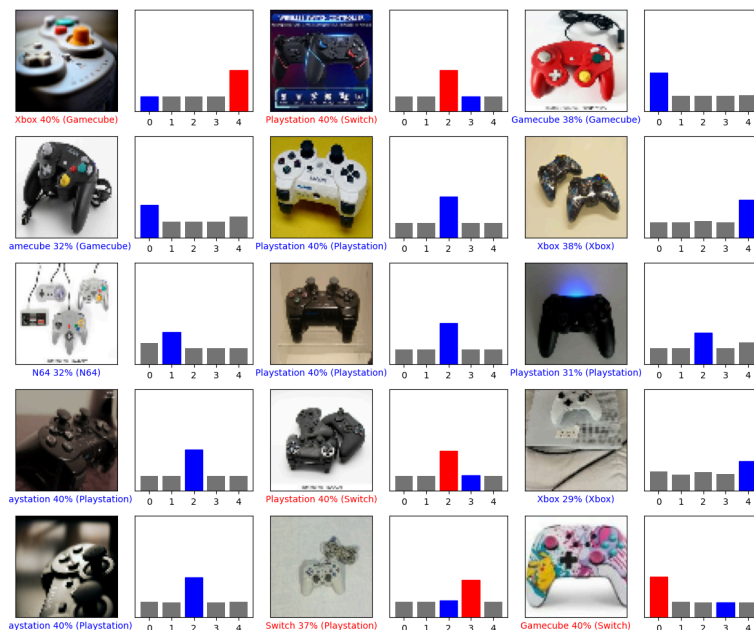 Xbox 40% (Gamecube)
0 1 2 3 4
Playstation 40% (Switch)
0 1 2 3 4
Gamecube 38% (Gamecube)
0 1 2 3 4
amecube 32% (Gamecube)
0 1 2 3 4
Playstation 40% (Playstation)
0 1 2 3 4
Xbox 38% (Xbox)
0 1 2 3 4
N64 32% (N64)
0 1 2 3 4
Playstation 40% (Playstation)
0 1 2 3 4
Playstation 31% (Playstation)
0 1 2 3 4
aystation 40% (Playstation)
0 1 2 3 4
Playstation 40% (Switch)
0 1 2 3 4
Xbox 29% (Xbox)
0 1 2 3 4
aystation 40% (Playstation)
0 1 2 3 4
Switch 37% (Playstation)
0 1 2 3 4
Gamecube 40% (Switch)
0 1 2 3 4